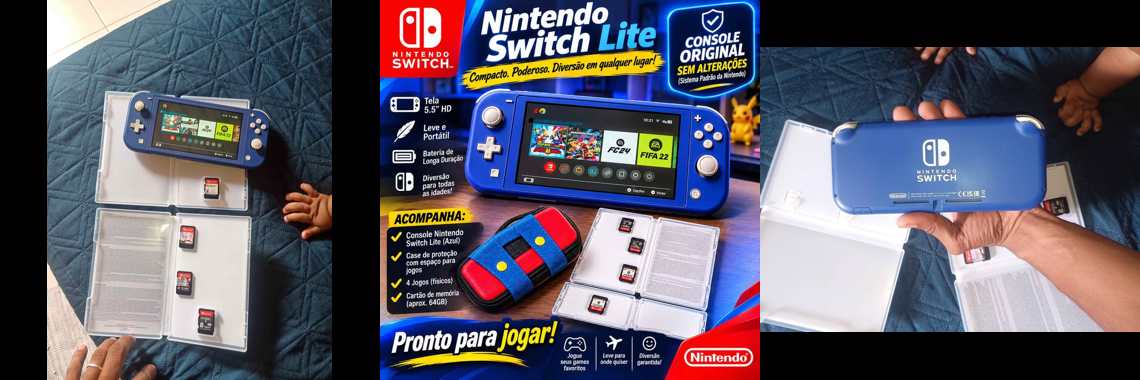 NINTENDO
SWITCH
Nintendo
Switch Lite
Compacto. Poderoso. Diversão em qualquer lugar!
CONSOLE
ORIGINAL
SEM ALTERAÇÕES
(Sistema Padrão da Nintendo)
Tela
5.5" HD
Leve e
Portátil
Bateria de
Longa Duração
Diversão
para todas
as idades!
FC24
FIFA 22
ACOMPANHA:
Console Nintendo
Switch Lite (Azul)
Case de proteção
com espaço para
jogos
4 Jogos (físicos)
Cartão de memória
(aprox. 64GB)
Pronto para jogar!
Jogue
seus games
favoritos
Leve para
onde quiser
Diversão
garantida!
Nintendo
NINTENDO
SWITCH